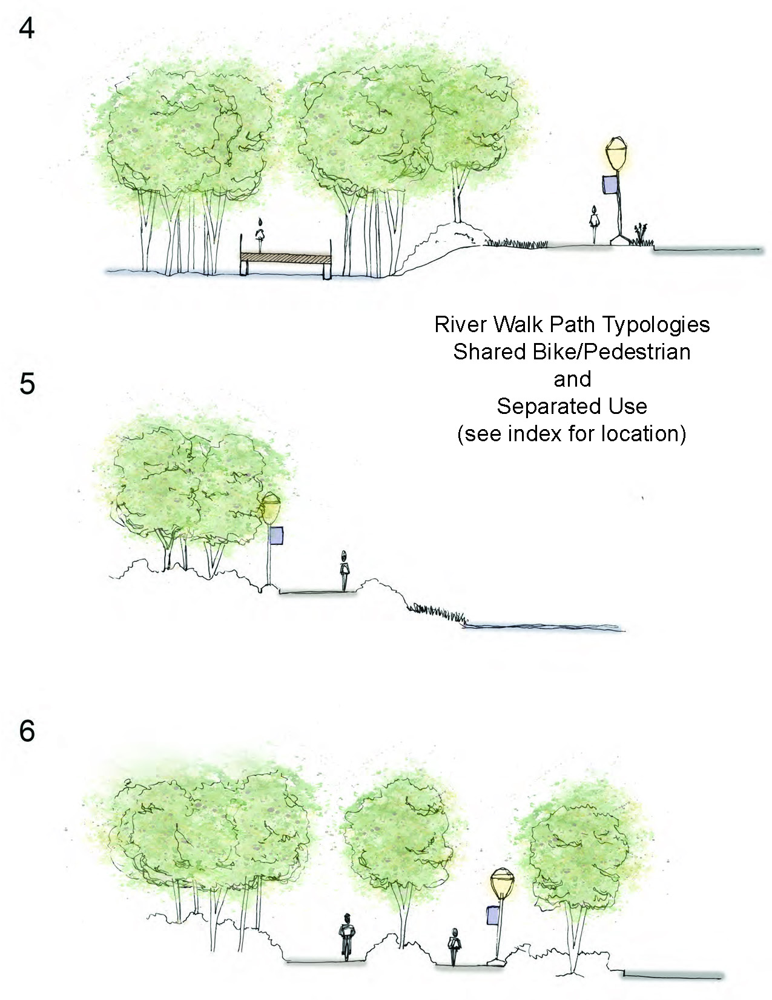 4
River Walk Path Typologies
Shared Bike/Pedestrian
and
Separated Use
(see index for location)
5
6